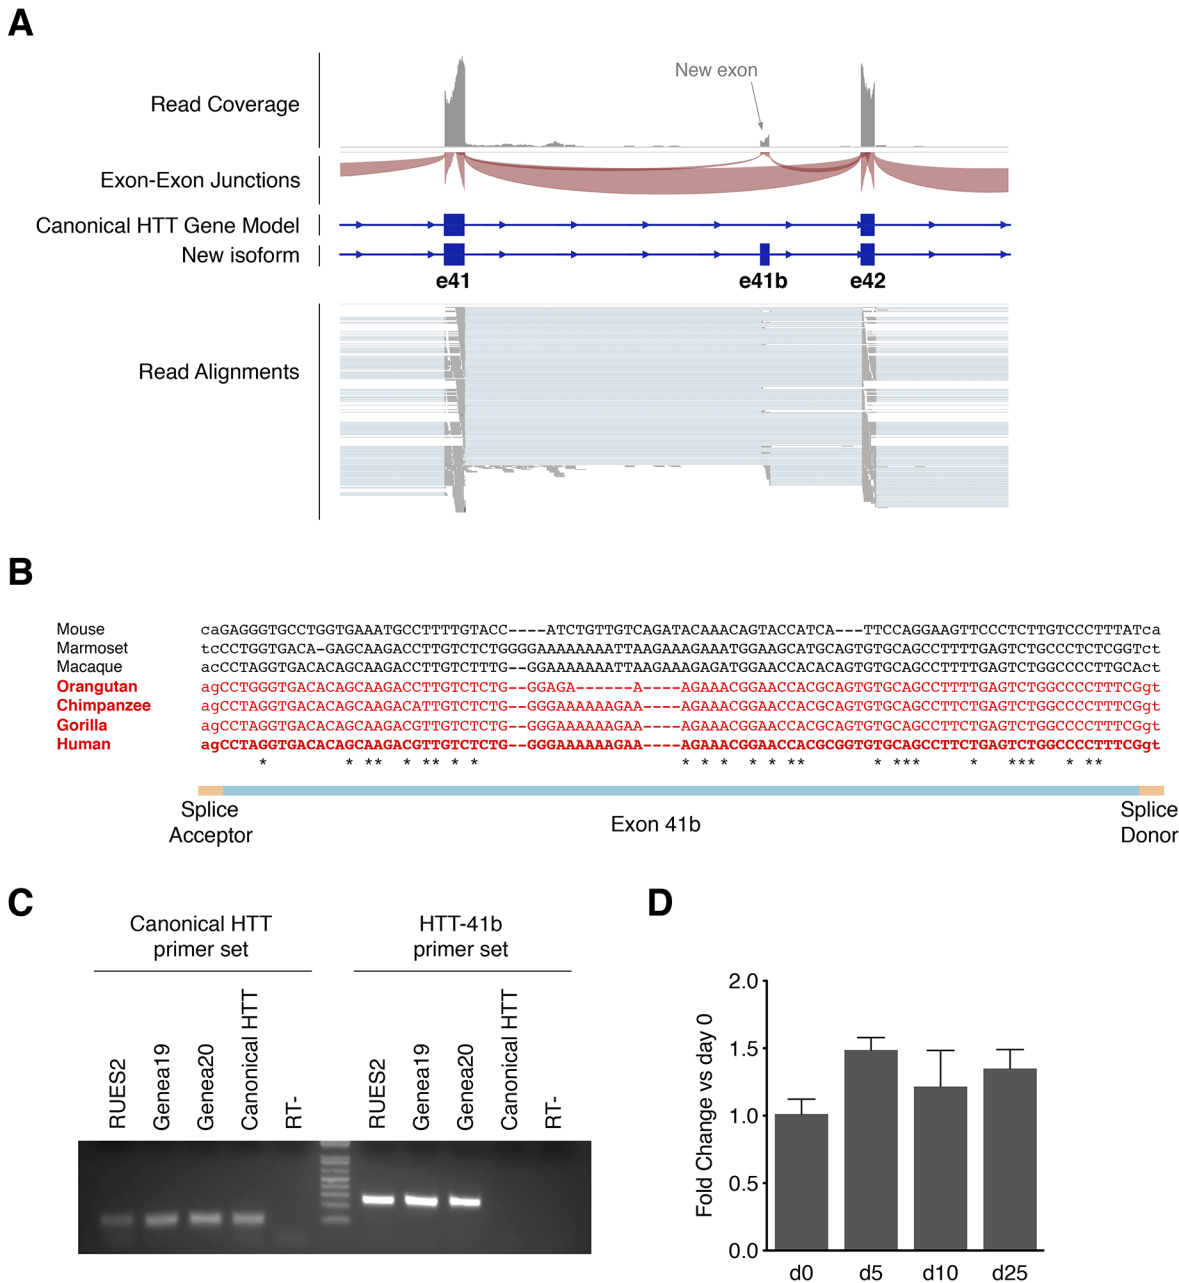 A
New exon
Read Coverage
Exon-Exon Junctions
Canonical HTT Gene Model
New isoform
e41 e41b e42
Read Alignments
B
Mouse caGAGGGTGCCTGGTGAAATGCCTTTTGTACC----ATCTGTTGTCAGATACAAACAGTACCATCA---TTCCAGGAAGTTCCCTCTTGTCCCTTTATca
Marmoset tcCCTGGTGACA-GAGCAAGACCTTGTCTCTGGGGAAAAAAAATTAAGAAAGAAATGGAAGCATGCAGTGTGCAGCCTTTTGAGTCTGCCCTCTCGGTct
Macaque acCCTAGGTGACACAGCAAGACCTTGTCTTTG--GGAAAAAAATTAAGAAAGAGATGGAACCACACAGTGTGCAGCCTTTTGAGTCTGGCCCCTTGCAct
Orangutan agCCTGGGTGACACAGCAAGACCTTGTCTCTG--GGAGA------A----AGAAACGGAACCACGCAGTGTGCAGCCTTTTGAGTCTGGCCCCTTTCGgt
Chimpanzee agCCTAGGTGACACAGCAAGACATTGTCTCTG--GGGAAAAAAGAA----AGAAACGGAACCACGCAGTGTGCAGCCTTCTGAGTCTGGCCCCTTTCGgt
Gorilla agCCTAGGTGACACAGCAAGACGTTGTCTCTG--GGGAAAAAAGAA----AGAAACGGAACCACGCAGTGTGCAGCCTTCTGAGTCTGGCCCCTTTCGgt
Human agCCTAGGTGACACAGCAAGACGTTGTCTCTG--GGGAAAAAAGAA----AGAAACGGAACCACGCGGTGTGCAGCCTTCTGAGTCTGGCCCCTTTCGgt
* * ** * ** * * * * * * * ** * *** * *** * **
Splice Acceptor
Exon 41b
Splice Donor
C
Canonical HTT
primer set
HTT-41b
primer set
RUES2
Genea19
Genea20
Canonical HTT
RT-
RUES2
Genea19
Genea20
Canonical HTT
RT-
D
Fold Change vs day 0
2.0
1.5
1.0
0.5
0.0
d0 d5 d10 d25